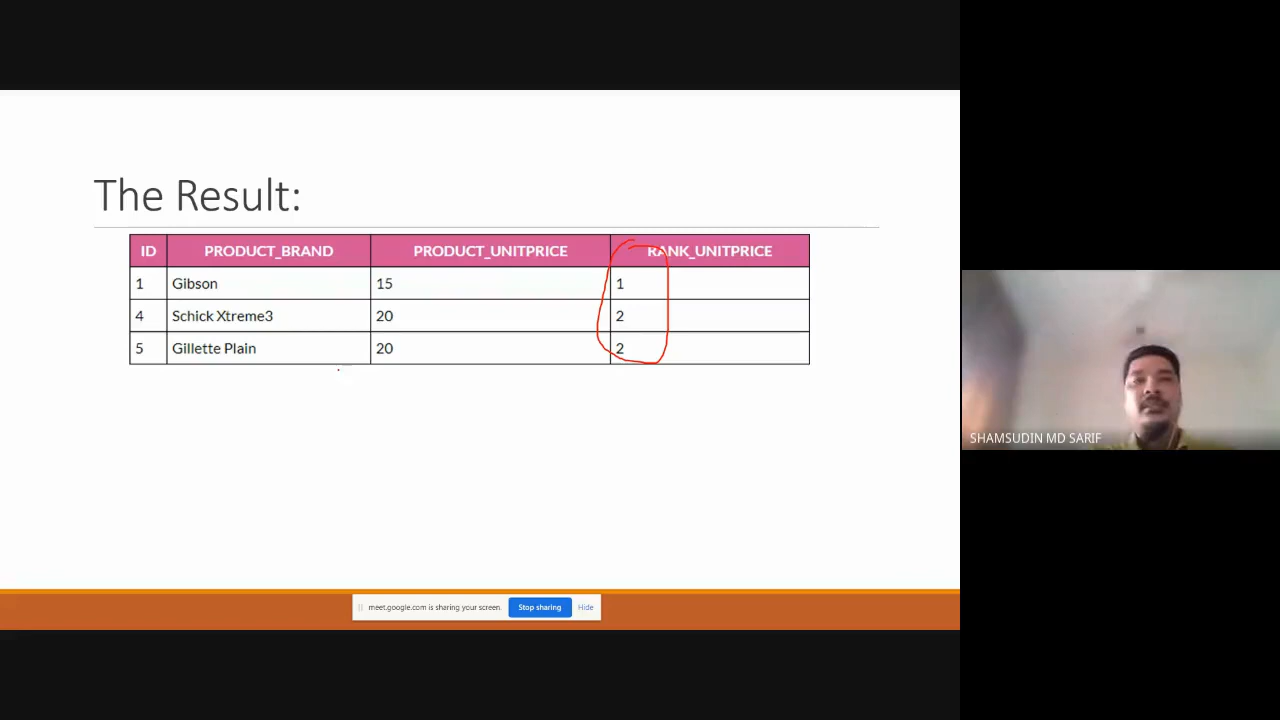 The Result:
ID PRODUCT_BRAND PRODUCT_UNITPRICE RANK_UNITPRICE
1 Gibson 15 1
4 Schick Xtreme3 20 2
5 Gillette Plain 20 2
SHAMSUDIN MD SARIF
meet.google.com is sharing your screen. Stop sharing Hide